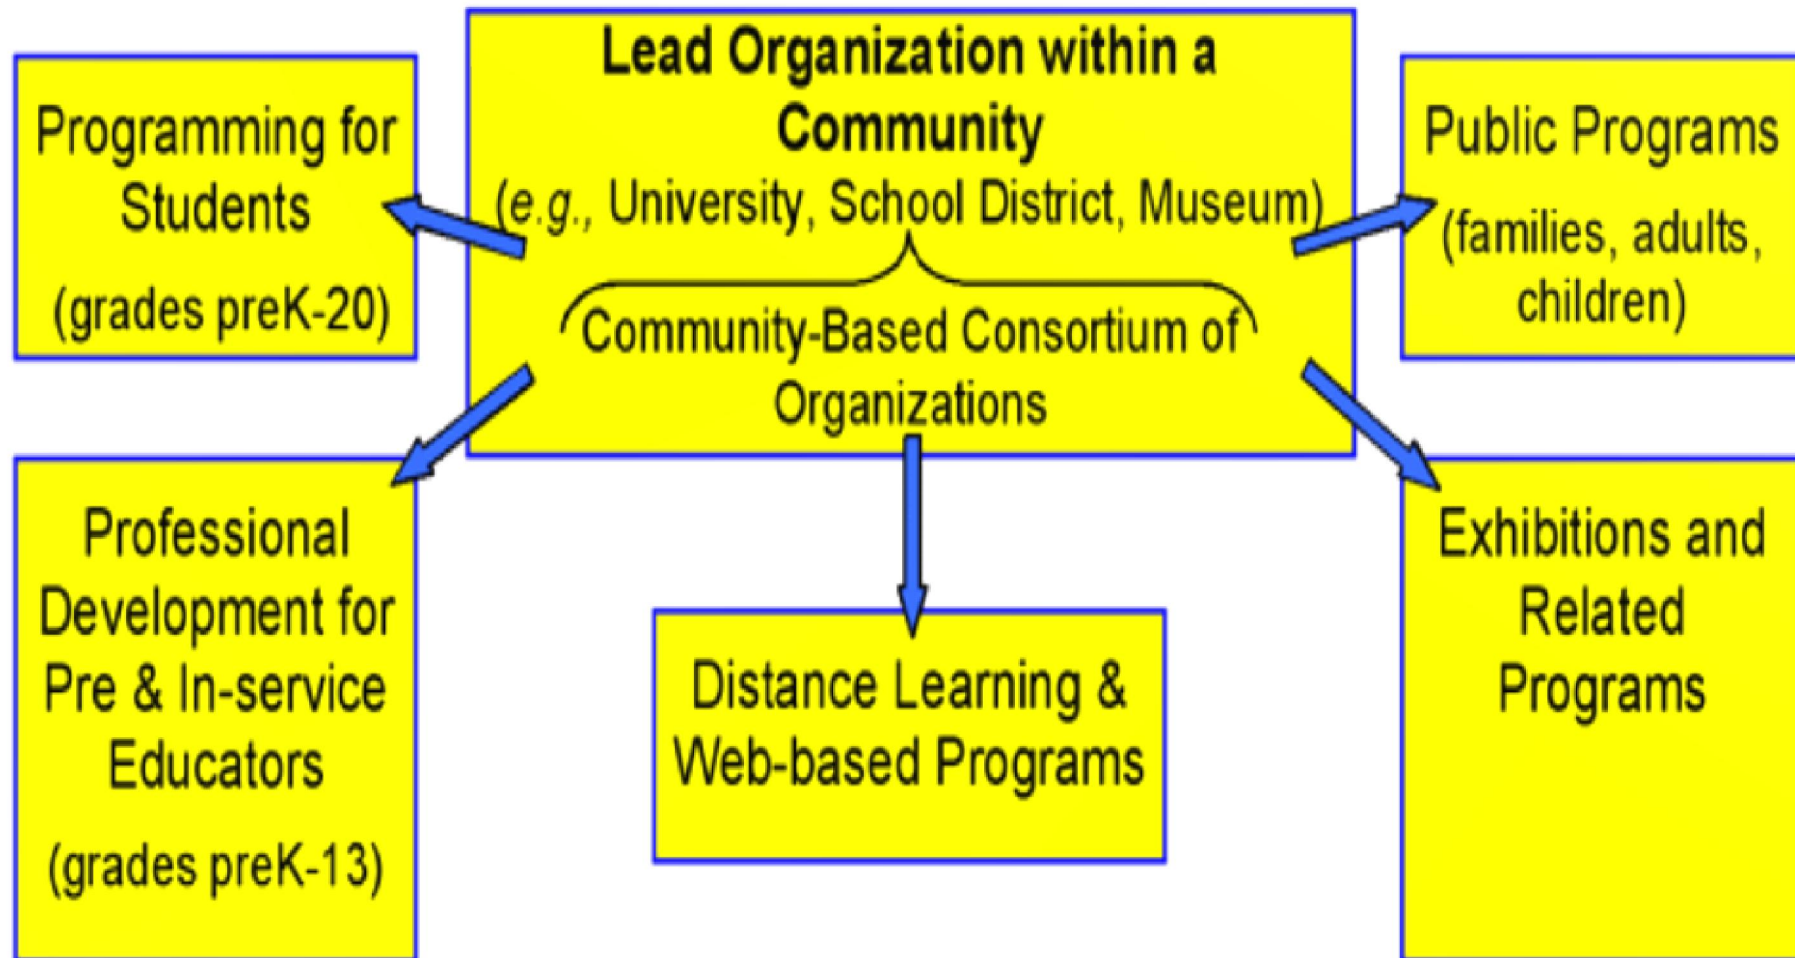 Lead Organization within a
Community
(e.g., University, School District, Museum)
Community-Based Consortium of
Organizations
Programming for
Students
(grades preK-20)
Public Programs
(families, adults,
children)
Professional
Development for
Pre & In-service
Educators
(grades preK-13)
Distance Learning &
Web-based Programs
Exhibitions and
Related
Programs